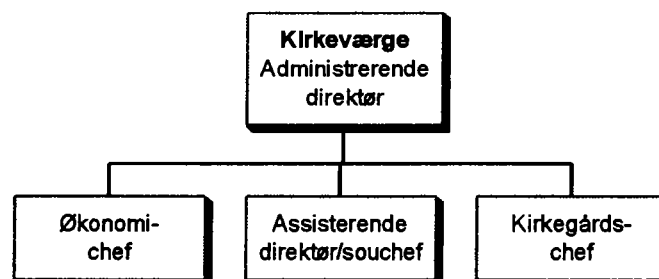 Kirkeværge
Administrerende
direktør
Økonomi-
chef
Assisterende
direktør/souchef
Kirkegårds-
chef